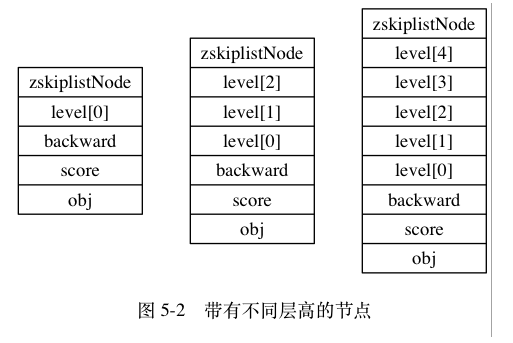 zskiplistNode
level[0]
backward
score
obj
zskiplistNode
level[2]
level[1]
level[0]
backward
score
obj
zskiplistNode
level[4]
level[3]
level[2]
level[1]
level[0]
backward
score
obj
图 5-2 带有不同层高的节点